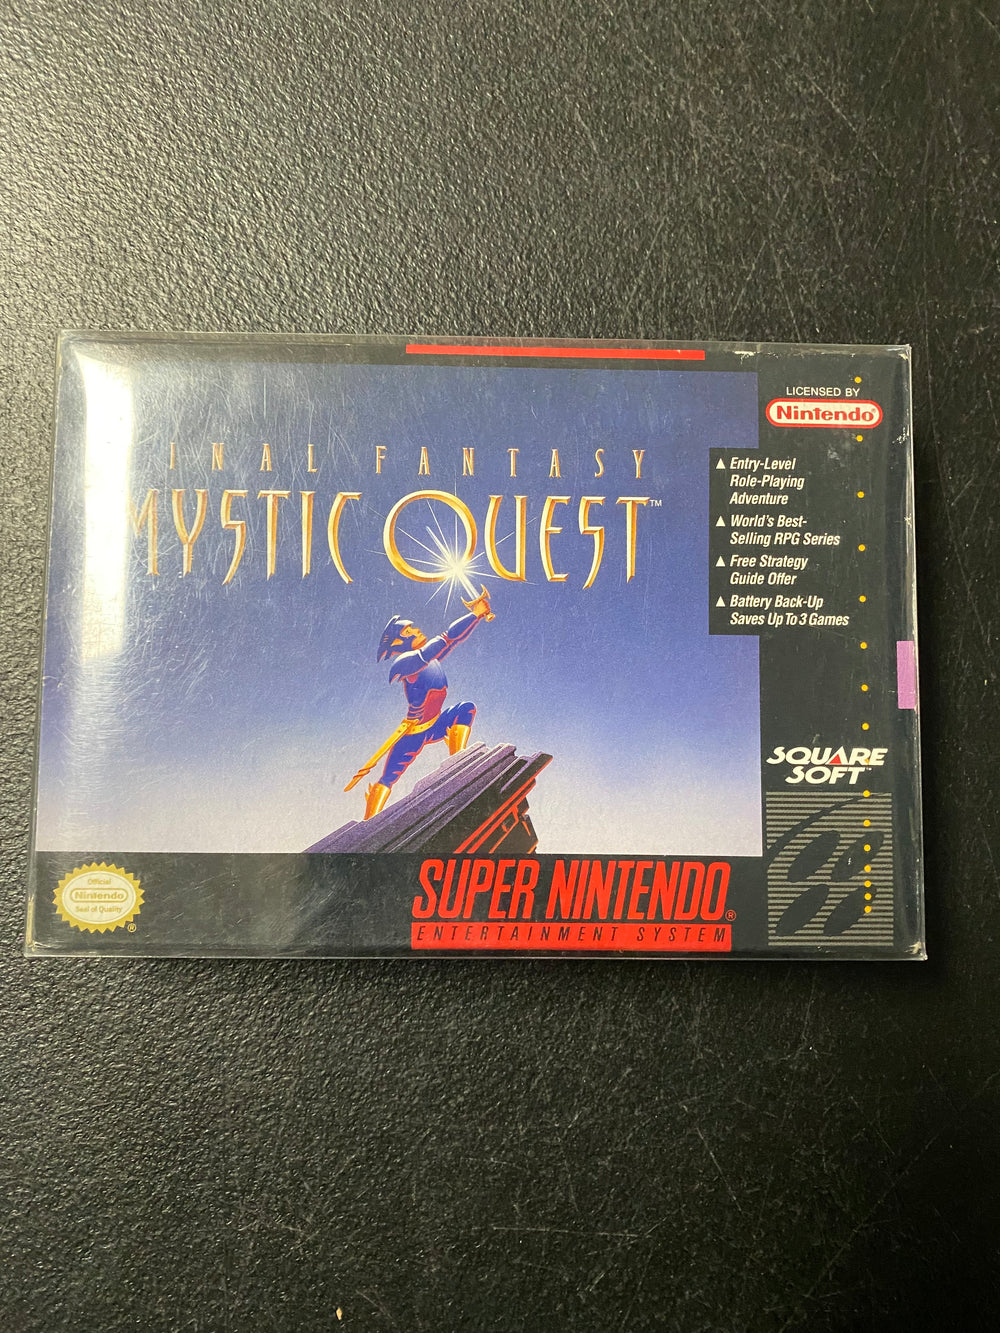 INAL FANTASY
MYSTIC QUEST™
LICENSED BY
Nintendo®
▲ Entry-Level
Role-Playing
Adventure
▲ World's Best-
Selling RPG Series
▲ Free Strategy
Guide Offer
▲ Battery Back-Up
Saves Up To 3 Games
SQUARE
SOFT™
Official
Nintendo
Seal of Quality
®
SUPER NINTENDO®
ENTERTAINMENT SYSTEM